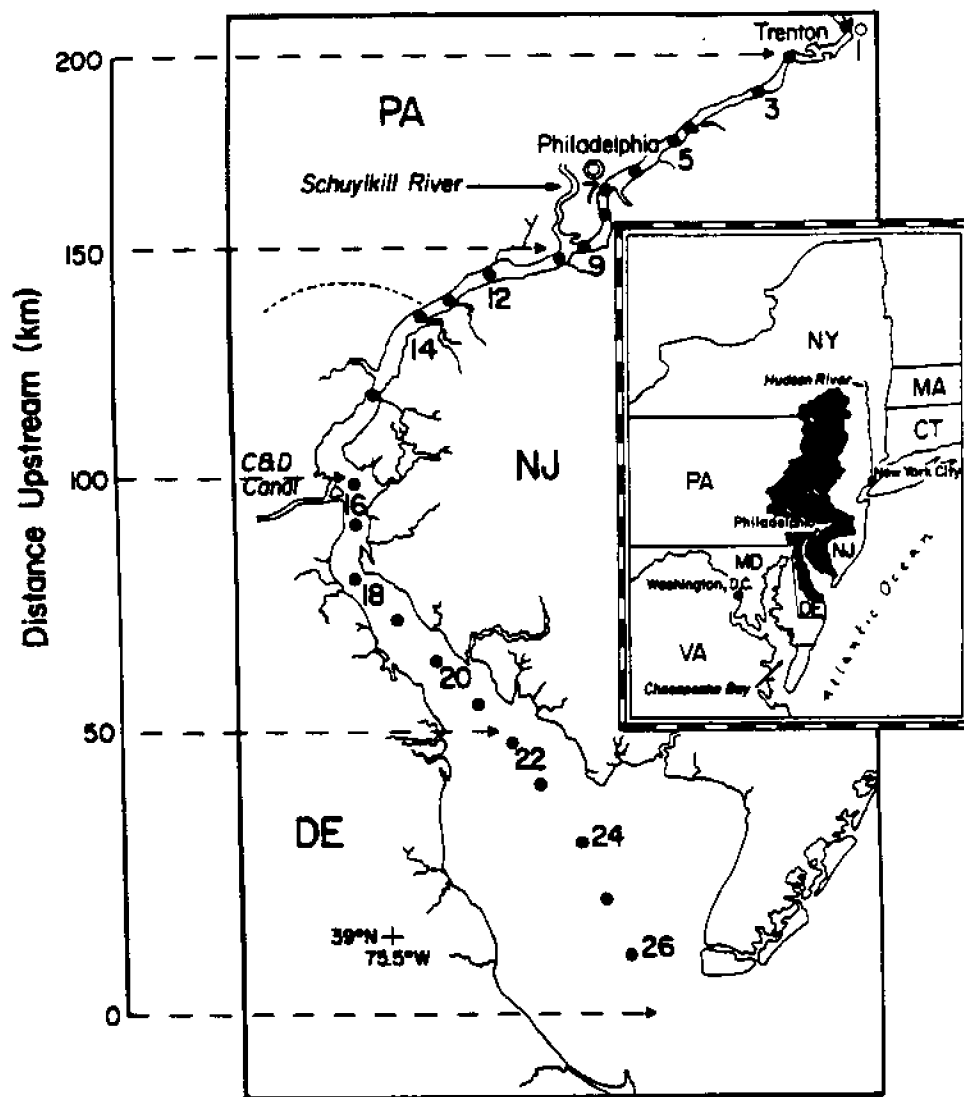 Trenton
1
200
3
PA
Philadelphia
5
7
Schuylkill River
150
9
12
14
Distance Upstream (km)
NY
Hudson River
MA
CT
C&D
Canal
NJ
100
PA
New York City
16
Philadelphia
NJ
MD
Washington, D.C.
18
DE
Atlantic Ocean
VA
20
Chesapeake Bay
50
22
DE
24
39°N
75.5°W
26
0